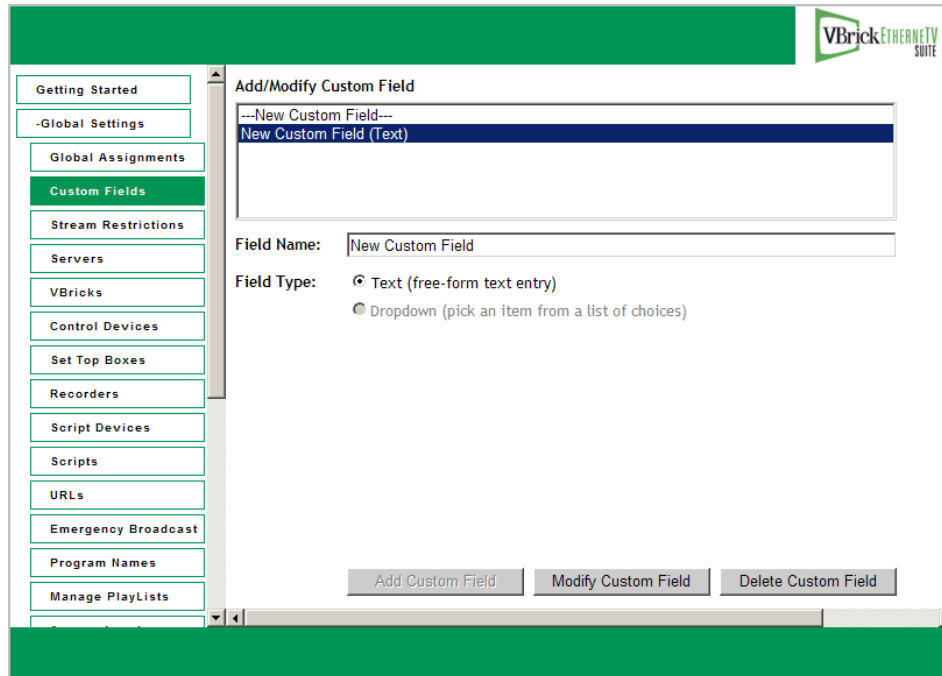 VBrick ETHERNETV
SUITE
Getting Started
-Global Settings
Global Assignments
Custom Fields
Stream Restrictions
Servers
VBricks
Control Devices
Set Top Boxes
Recorders
Script Devices
Scripts
URLs
Emergency Broadcast
Program Names
Manage PlayLists
Add/Modify Custom Field
---New Custom Field---
New Custom Field (Text)
Field Name: New Custom Field
Field Type: Text (free-form text entry)
Dropdown (pick an item from a list of choices)
Add Custom Field Modify Custom Field Delete Custom Field